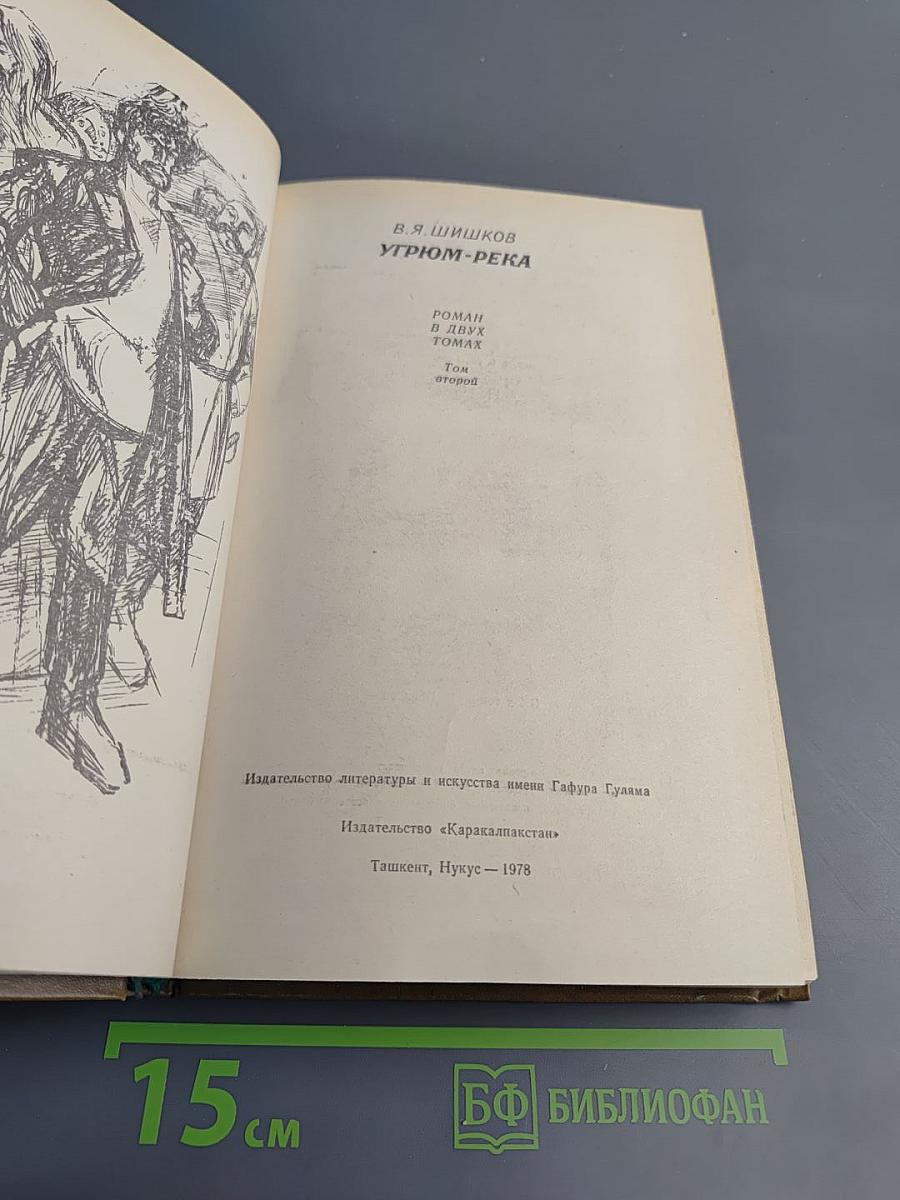 В.Я.ШИШКОВ
УГРЮМ-РЕКА
РОМАН
В ДВУХ
ТОМАХ
Том
второй
Издательство литературы и искусства имени Гафура Гуляма
Издательство «Каракалпакстан»
Ташкент, Нукус — 1978
15 см
БФ БИБЛИОФАН